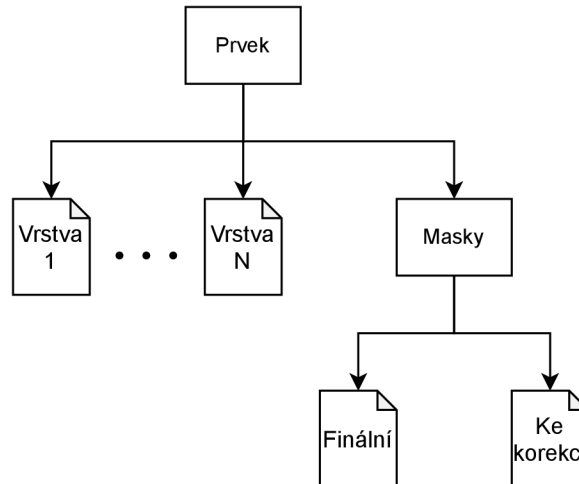 Prvek
Vrstva
1
Vrstva
N
Masky
Finální
Ke
korekc